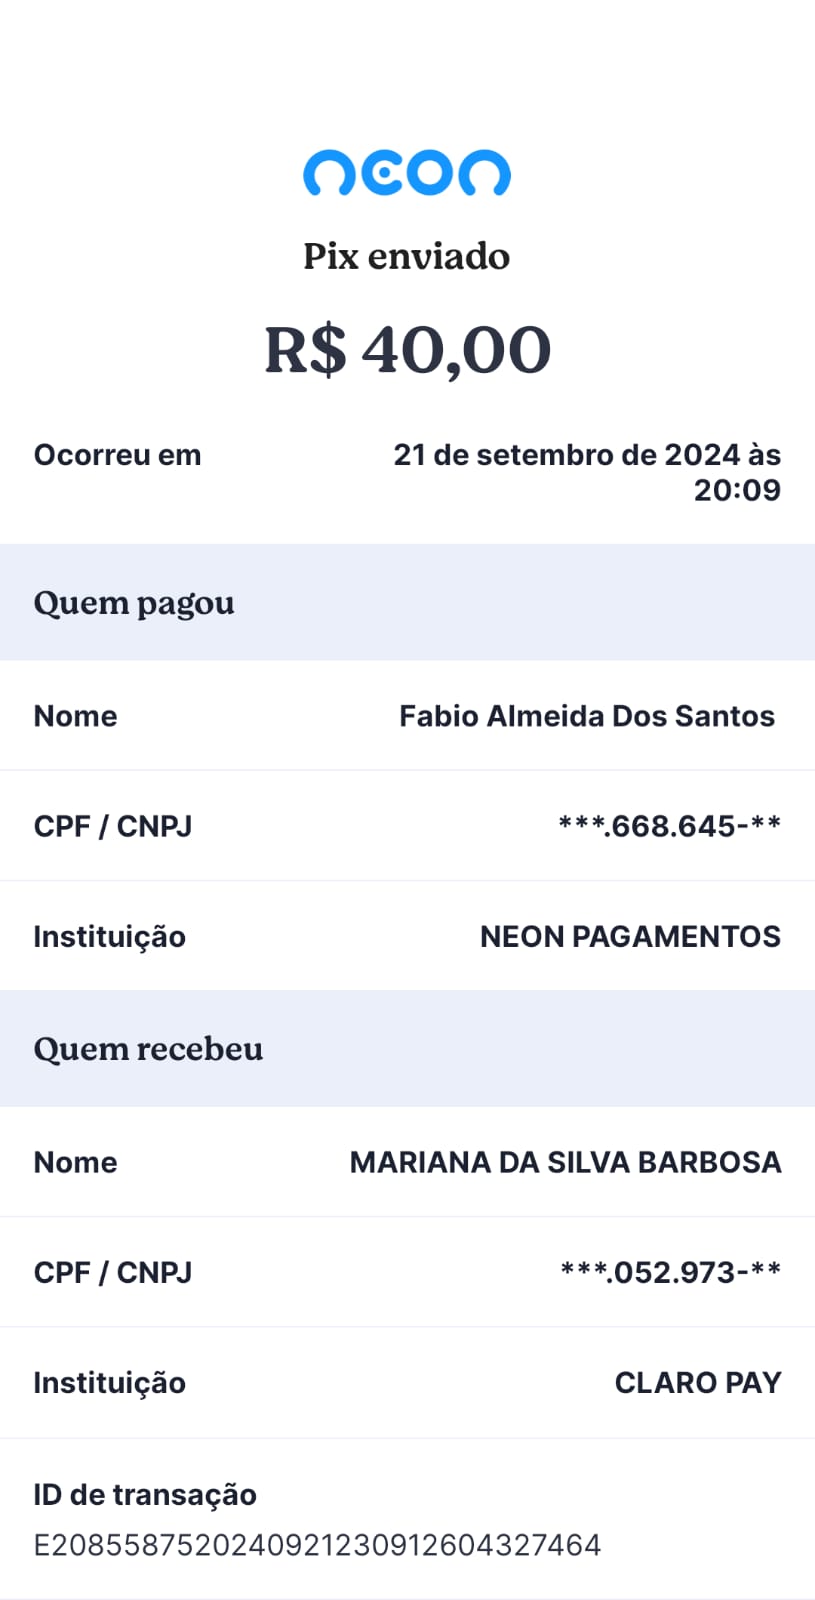 neon
Pix enviado
R$ 40,00
Ocorreu em 21 de setembro de 2024 às
20:09
Quem pagou
Nome Fabio Almeida Dos Santos
CPF / CNPJ ***.668.645-**
Instituição NEON PAGAMENTOS
Quem recebeu
Nome MARIANA DA SILVA BARBOSA
CPF / CNPJ ***.052.973-**
Instituição CLARO PAY
ID de transação
E2085587520240921230912604327464